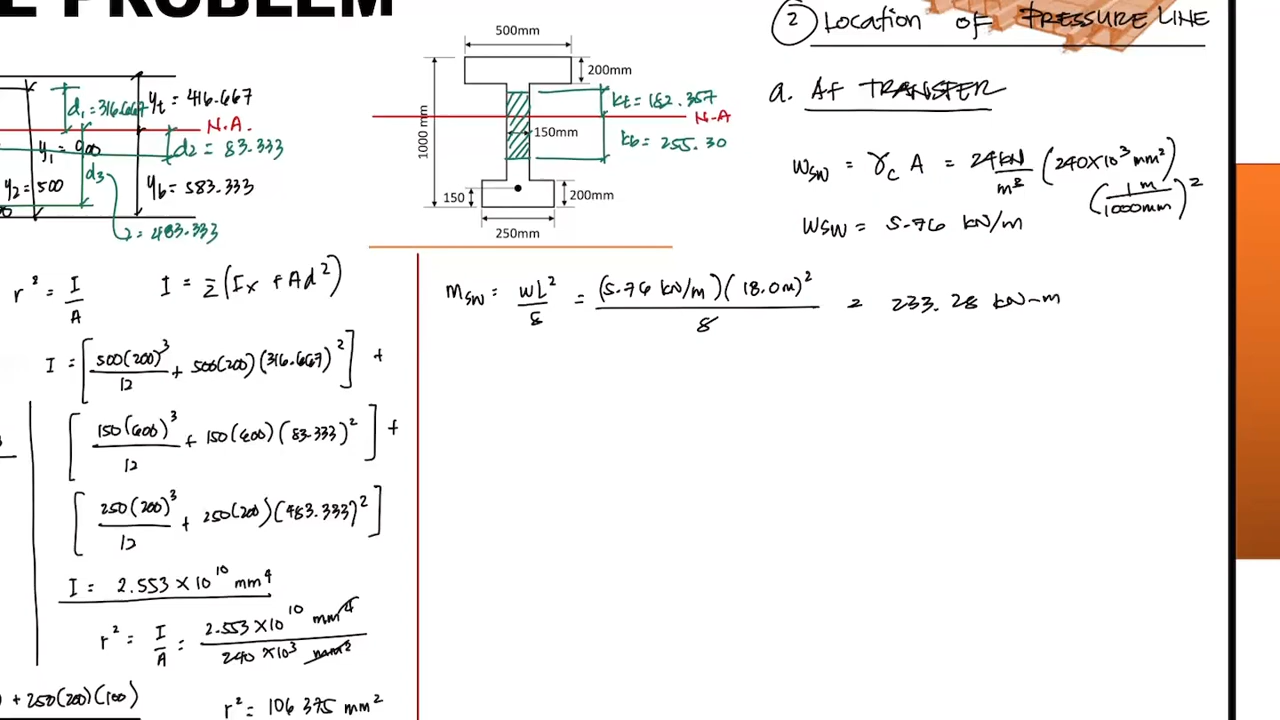 E PROBLEM
② Location of PRESSURE LINE
a. AT TRANSFER
WSW = γc A = 24 kN/m³ (240×10³ mm²) (1m/1000mm)²
WSW = 5.76 kN/m
d1 = 316.667
yt = 416.667
N.A.
y1 = 900
d2 = 83.333
y2 = 500
d3
yb = 583.333
= 483.333
500mm
200mm
kt = 182.357
N.A
1000 mm
150mm
kb = 255.30
150
200mm
250mm
MSW = WL²/8 = (5.76 kN/m)(18.0m)²/8 = 233.28 kN-m
r² = I/A
I = Σ(Ix + Ad²)
I = [500(200)³/12 + 500(200)(316.667)²] +
[150(600)³/12 + 150(600)(83.333)²] +
[250(200)³/12 + 250(200)(483.333)²]
I = 2.553×10¹⁰ mm⁴
r² = I/A = 2.553×10¹⁰ mm⁴/240×10³ mm²
+ 250(200)(100)
r² = 106 375 mm²